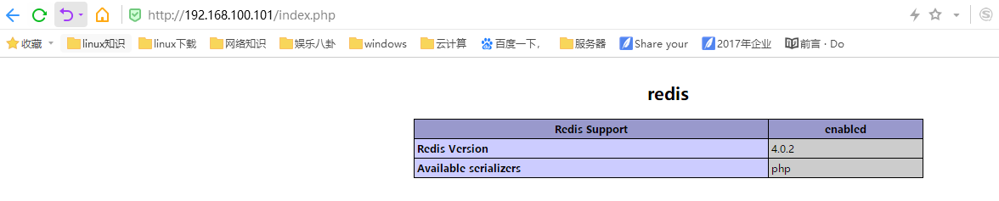 http://192.168.100.101/index.php
收藏 linux知识 linux下载 网络知识 娱乐八卦 windows 云计算 百度一下， 服务器 Share your 2017年企业 前言 · Do
redis
Redis Support enabled
Redis Version 4.0.2
Available serializers php